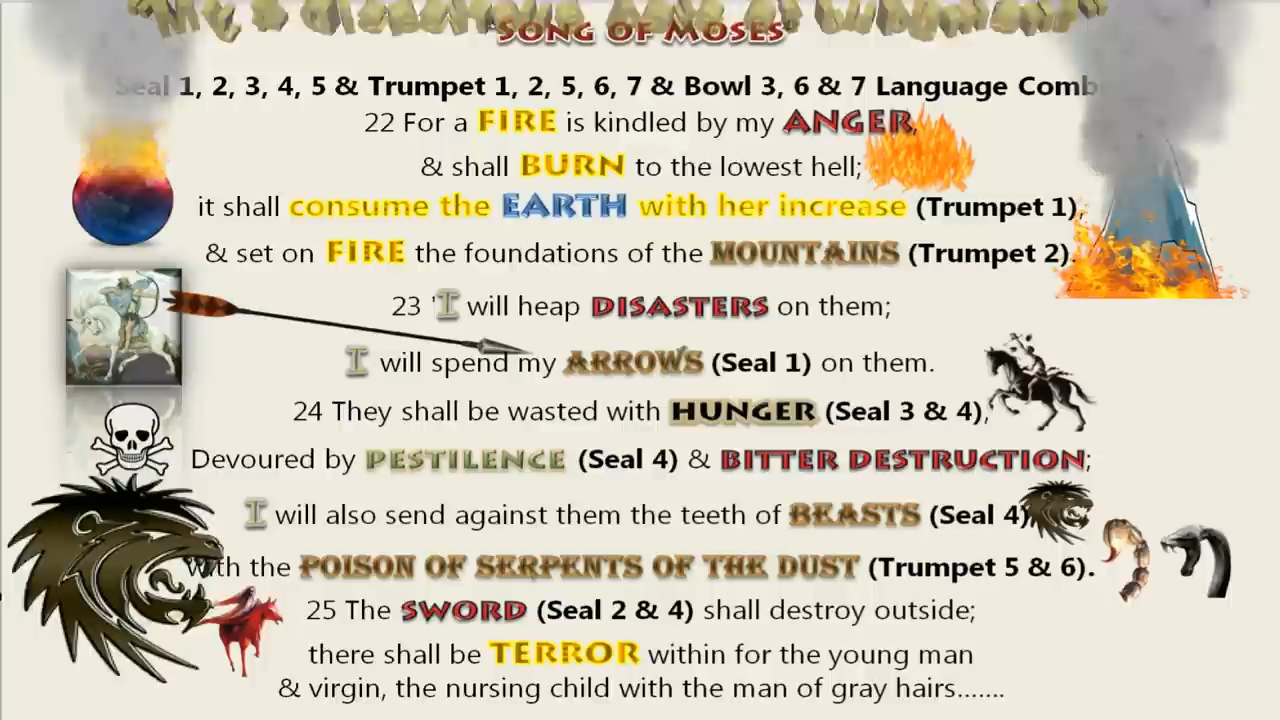 SONG OF MOSES
Seal 1, 2, 3, 4, 5 & Trumpet 1, 2, 5, 6, 7 & Bowl 3, 6 & 7 Language Comb
22 For a FIRE is kindled by my ANGER,
& shall BURN to the lowest hell;
it shall consume the EARTH with her increase (Trumpet 1),
& set on FIRE the foundations of the MOUNTAINS (Trumpet 2).
23 'I will heap DISASTERS on them;
I will spend my ARROWS (Seal 1) on them.
24 They shall be wasted with HUNGER (Seal 3 & 4),
Devoured by PESTILENCE (Seal 4) & BITTER DESTRUCTION;
I will also send against them the teeth of BEASTS (Seal 4)
with the POISON OF SERPENTS OF THE DUST (Trumpet 5 & 6).
25 The SWORD (Seal 2 & 4) shall destroy outside;
there shall be TERROR within for the young man
& virgin, the nursing child with the man of gray hairs.......